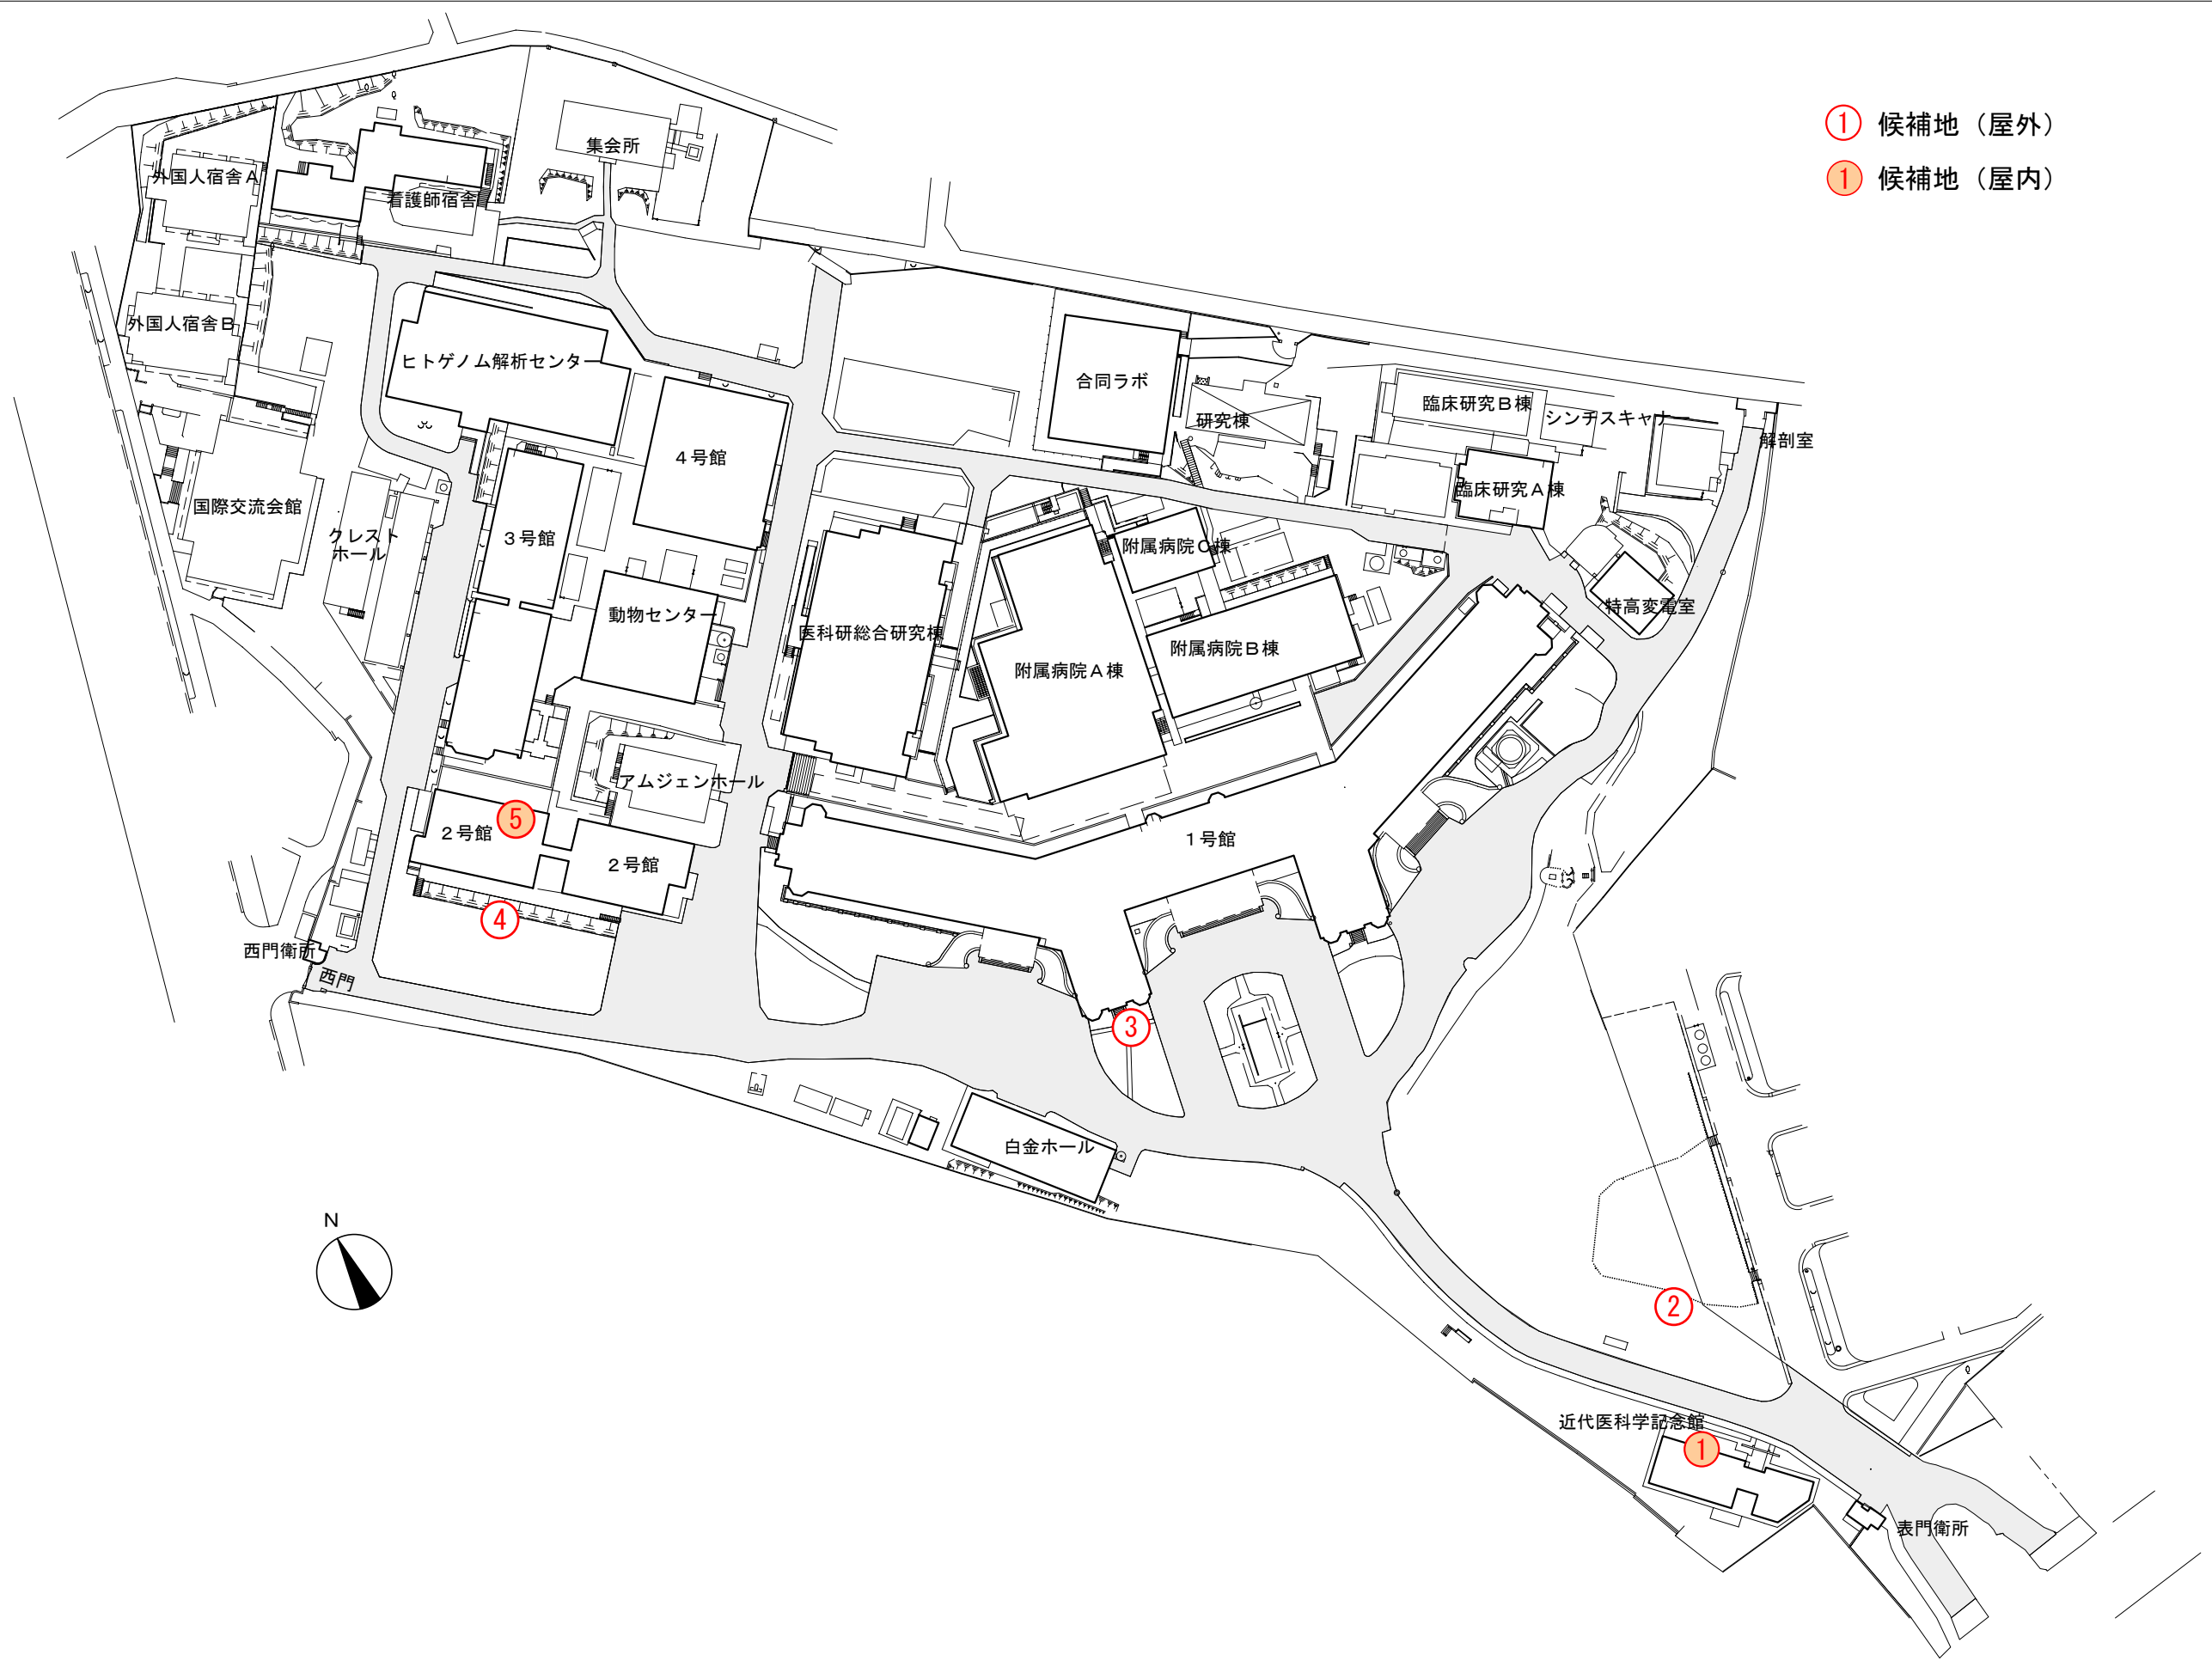 ① 候補地（屋外）
① 候補地（屋内）
集会所
外国人宿舎Ａ
看護師宿舎
外国人宿舎Ｂ
ヒトゲノム解析センター
合同ラボ
研究棟
臨床研究Ｂ棟
シンチスキャナ
解剖室
４号館
臨床研究Ａ棟
国際交流会館
クレスト
ホール
３号館
附属病院Ｃ棟
動物センター
特高変電室
医科研総合研究棟
附属病院Ｂ棟
附属病院Ａ棟
アムジェンホール
⑤
２号館
２号館
１号館
④
西門衛所
西門
③
白金ホール
N
②
近代医科学記念館
①
表門衛所